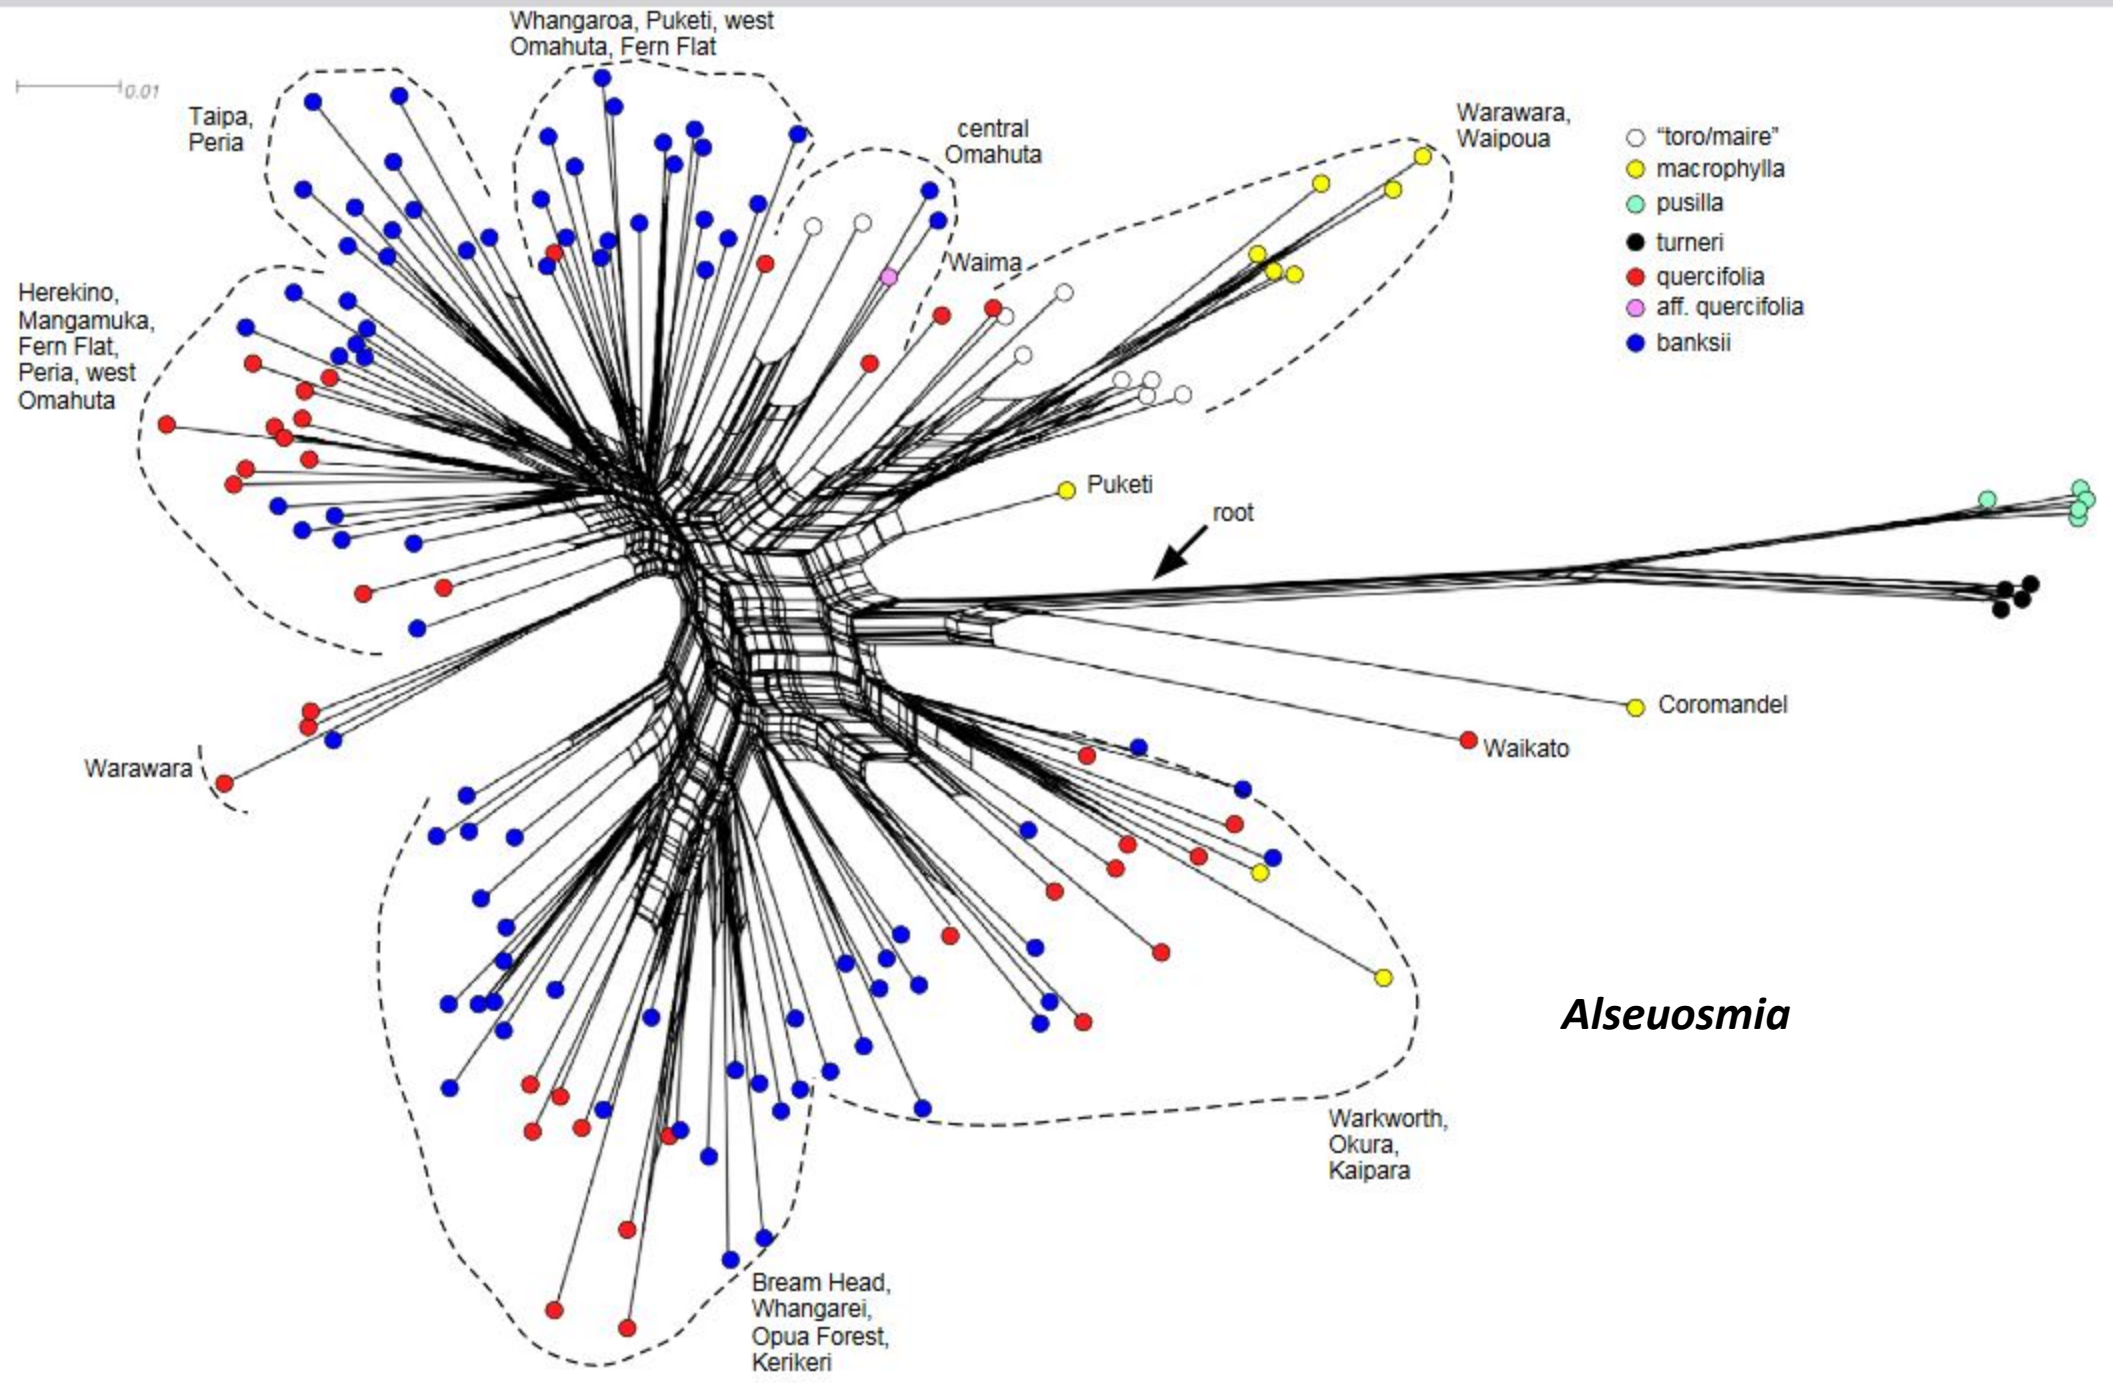 Whangaroa, Puketi, west
Omahuta, Fern Flat
0.01
Taipa,
Peria
central
Omahuta
Warawara,
Waipoua
"toro/maire"
macrophylla
pusilla
turneri
quercifolia
aff. quercifolia
banksii
Waima
Herekino,
Mangamuka,
Fern Flat,
Peria, west
Omahuta
Puketi
root
Coromandel
Waikato
Warawara
Alseuosmia
Warkworth,
Okura,
Kaipara
Bream Head,
Whangarei,
Opua Forest,
Kerikeri